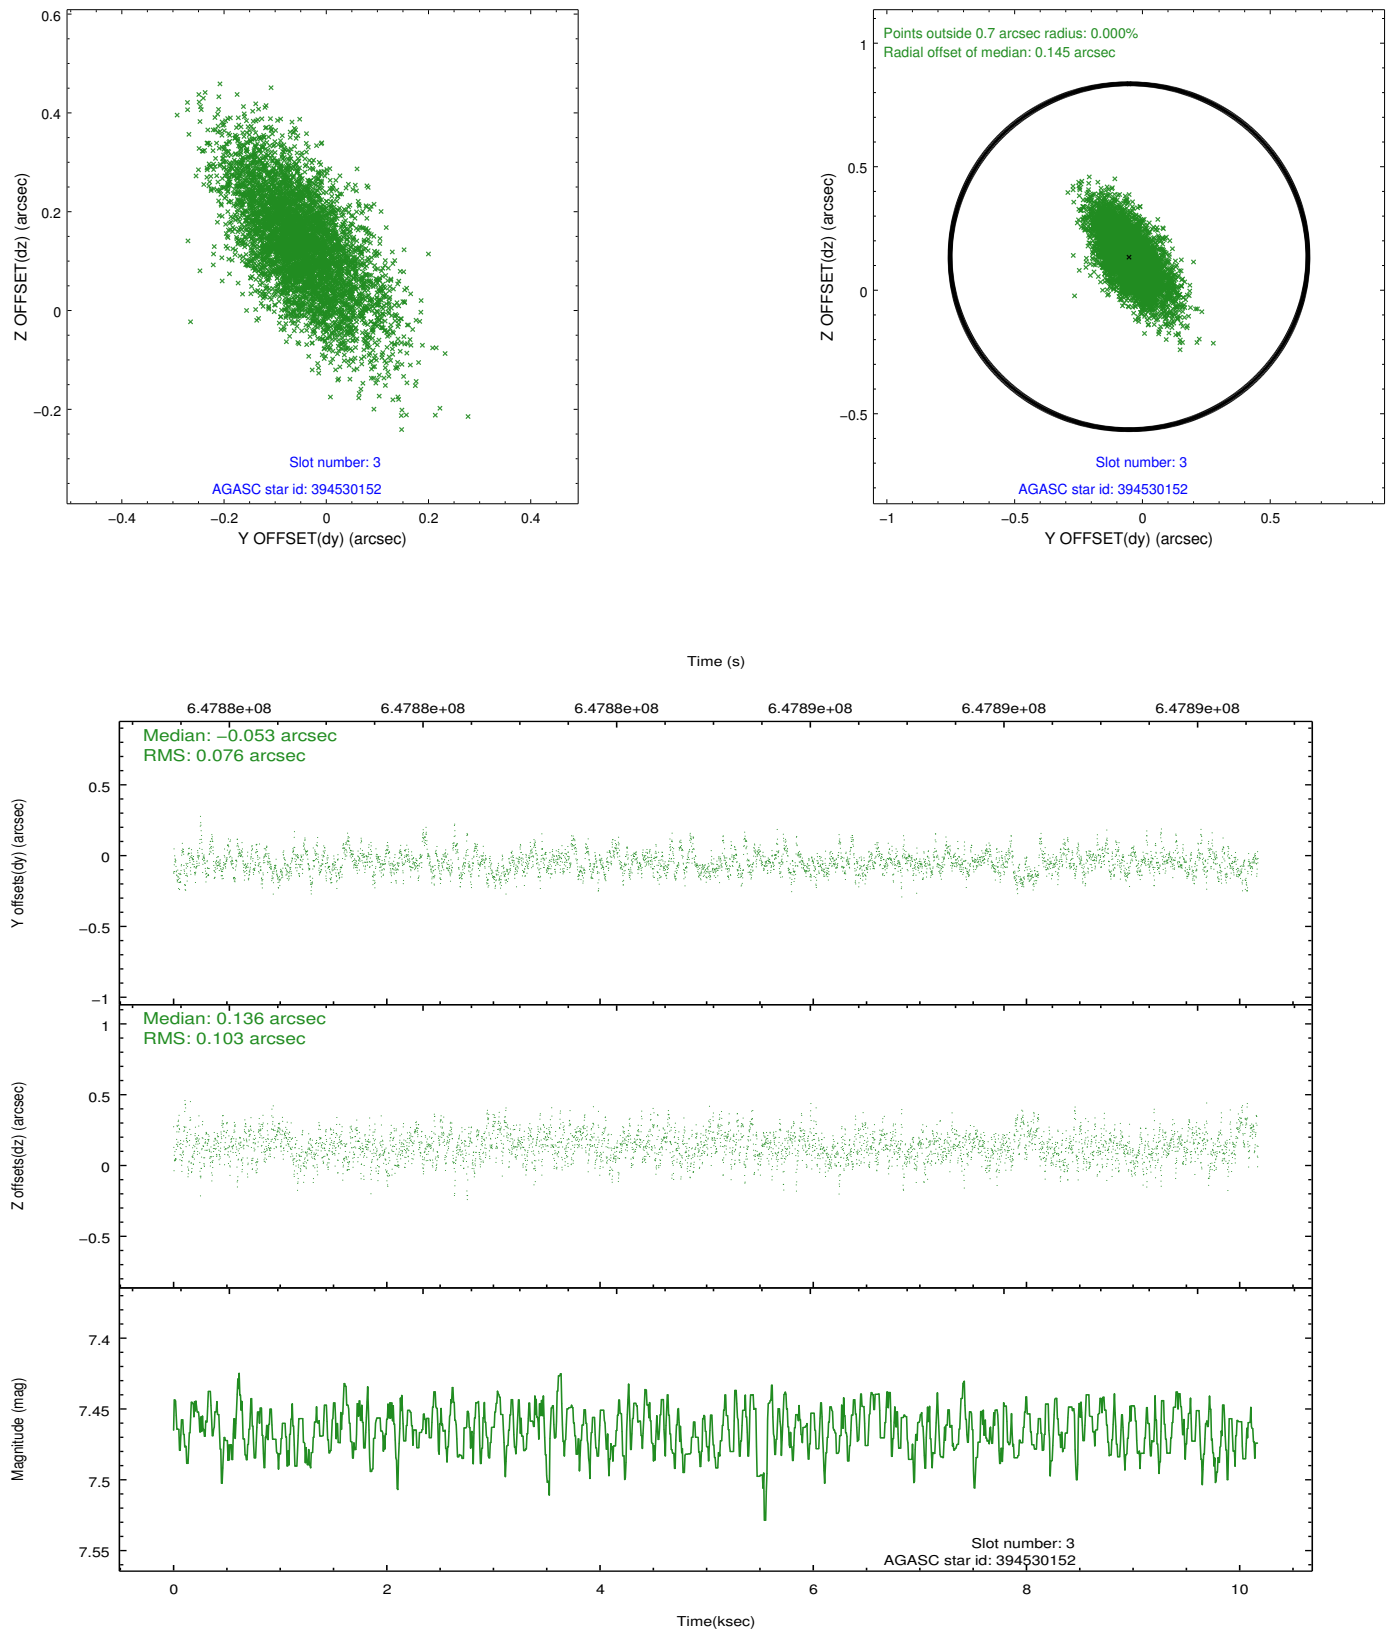 0.6
0.4
0.2
0
−0.2
Z OFFSET(dz) (arcsec)
Slot number: 3
AGASC star id: 394530152
−0.4 −0.2 0 0.2 0.4
Y OFFSET(dy) (arcsec)
Points outside 0.7 arcsec radius: 0.000%
Radial offset of median: 0.145 arcsec
1
0.5
0
−0.5
Z OFFSET(dz) (arcsec)
Slot number: 3
AGASC star id: 394530152
−1 −0.5 0 0.5
Y OFFSET(dy) (arcsec)
Time (s)
6.4788e+08 6.4788e+08 6.4788e+08 6.4789e+08 6.4789e+08 6.4789e+08
Median: −0.053 arcsec
RMS: 0.076 arcsec
0.5
0
−0.5
−1
Y offsets(dy) (arcsec)
Median: 0.136 arcsec
RMS: 0.103 arcsec
1
0.5
0
−0.5
Z offsets(dz) (arcsec)
7.4
7.45
7.5
7.55
Magnitude (mag)
Slot number: 3
AGASC star id: 394530152
0 2 4 6 8 10
Time(ksec)